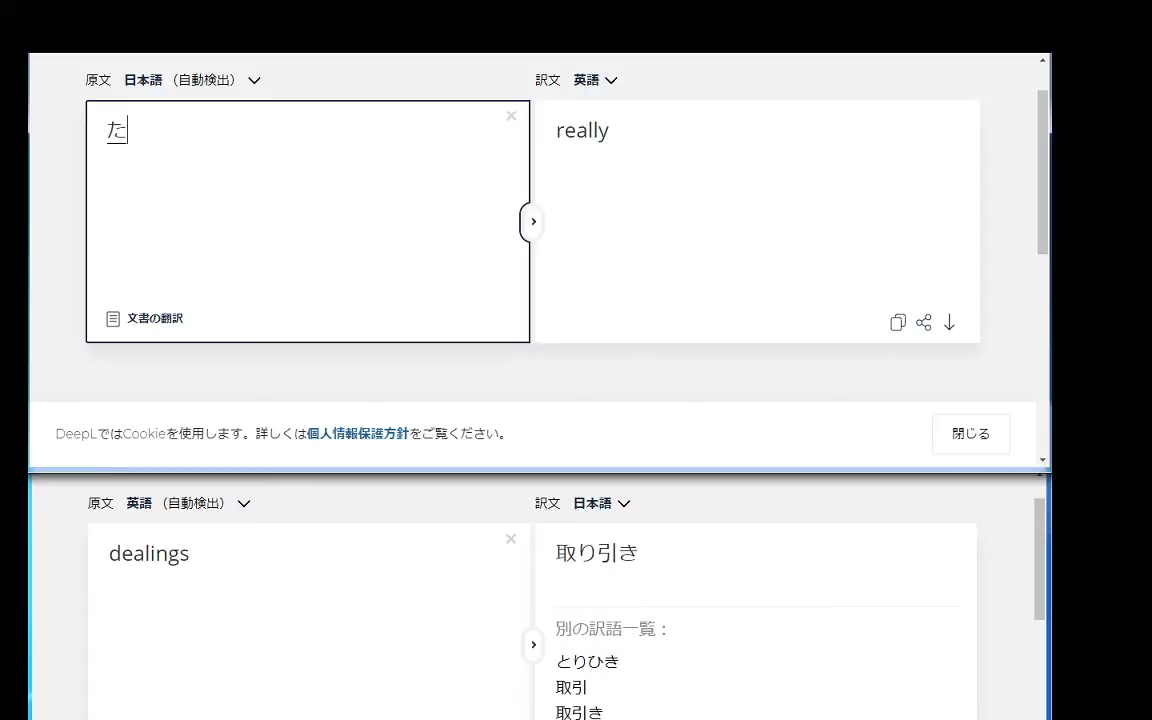 原文 日本語 (自動検出) 訳文 英語
た really
文書の翻訳
DeepLではCookieを使用します。詳しくは個人情報保護方針をご覧ください。 閉じる
原文 英語 (自動検出) 訳文 日本語
dealings 取り引き
別の訳語一覧：
とりひき
取引
取引き